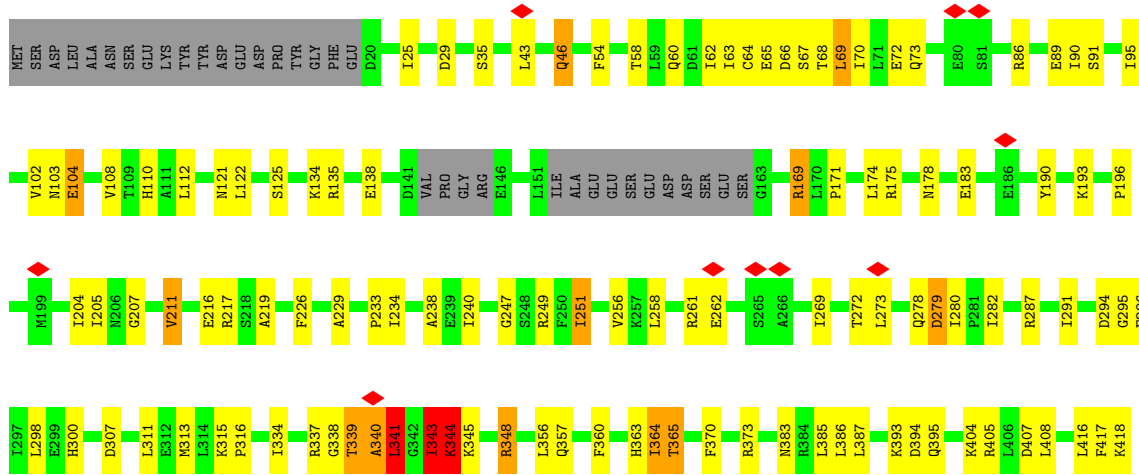 MET SER ASP LEU ALA ASN SER GLU LYS TYR TYR ASP GLU ASP PRO TYR GLY PHE GLU D20 I25 D29 S35 L43 Q46 F54 T58 L59 Q60 D61 I62 I63 C64 E65 D66 S67 T68 L69 I70 L71 E72 Q73 E80 S81 R86 E89 I90 S91 I95
V102 N103 E104 V108 T109 H110 A111 L112 N121 L122 S125 K134 R135 E138 D141 VAL PRO GLY ARG E146 L151 ILE ALA GLU GLU SER GLU ASP ASP SER GLU SER G163 R169 L170 P171 L174 R175 N178 E183 E186 Y190 K193 P196
M199 I204 I205 N206 G207 V211 E216 R217 S218 A219 F226 A229 P233 I234 A238 E239 I240 G247 S248 R249 F250 I251 V256 K257 L258 R261 E262 S265 A266 I269 T272 L273 Q278 D279 I280 P281 I282 R287 I291 D294 G295
I297 L298 E299 H300 D307 L311 E312 M313 L314 K315 P316 I334 R337 G338 T339 A340 L341 G342 I343 K344 K345 R348 L356 Q357 F360 H363 I364 T365 F370 R373 N383 R384 L385 L386 L387 K393 D394 Q395 K404 R405 L406 D407 L408 L416 F417 K418